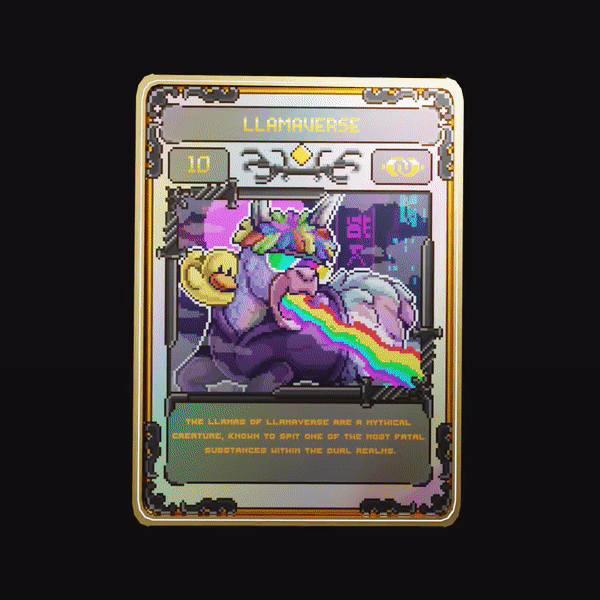 LLAMAVERSE
10
THE LLAMAS OF LLAMAVERSE ARE A MYTHICAL
CREATURE, KNOWN TO SPIT ONE OF THE MOST FATAL
SUBSTANCES WITHIN THE DUAL REALMS.